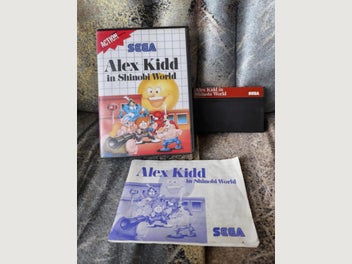 ACTION
SEGA
Alex Kidd
in Shinobi World
Alex Kidd in
Shinobi World
SEGA
Alex Kidd
in Shinobi World
SEGA